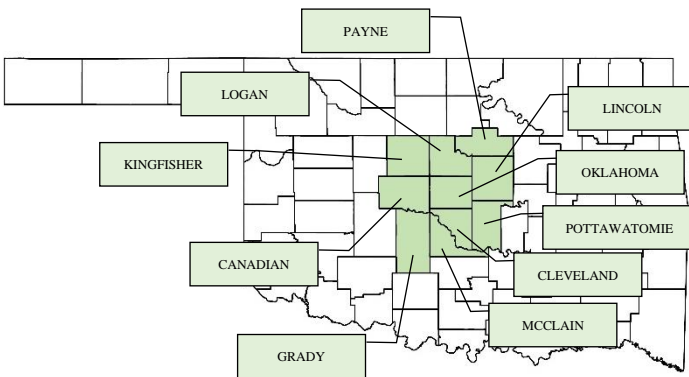 PAYNE
LOGAN
LINCOLN
KINGFISHER
OKLAHOMA
POTTAWATOMIE
CANADIAN
CLEVELAND
MCCLAIN
GRADY